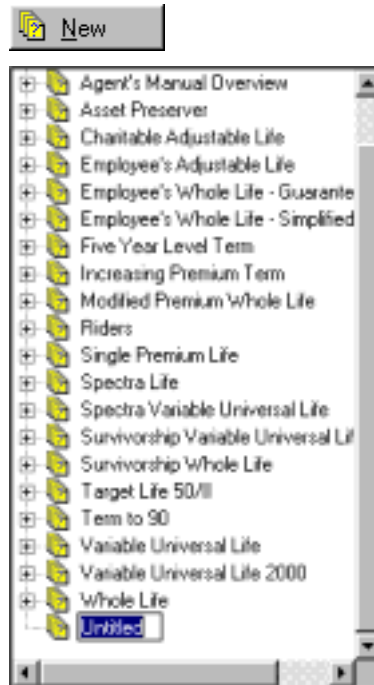 New
Agent's Manual Overview
Asset Preserver
Charitable Adjustable Life
Employee's Adjustable Life
Employee's Whole Life - Guarante
Employee's Whole Life - Simplified
Five Year Level Term
Increasing Premium Term
Modified Premium Whole Life
Riders
Single Premium Life
Spectra Life
Spectra Variable Universal Life
Survivorship Variable Universal Lif
Survivorship Whole Life
Target Life 50/II
Term to 90
Variable Universal Life
Variable Universal Life 2000
Whole Life
Untitled